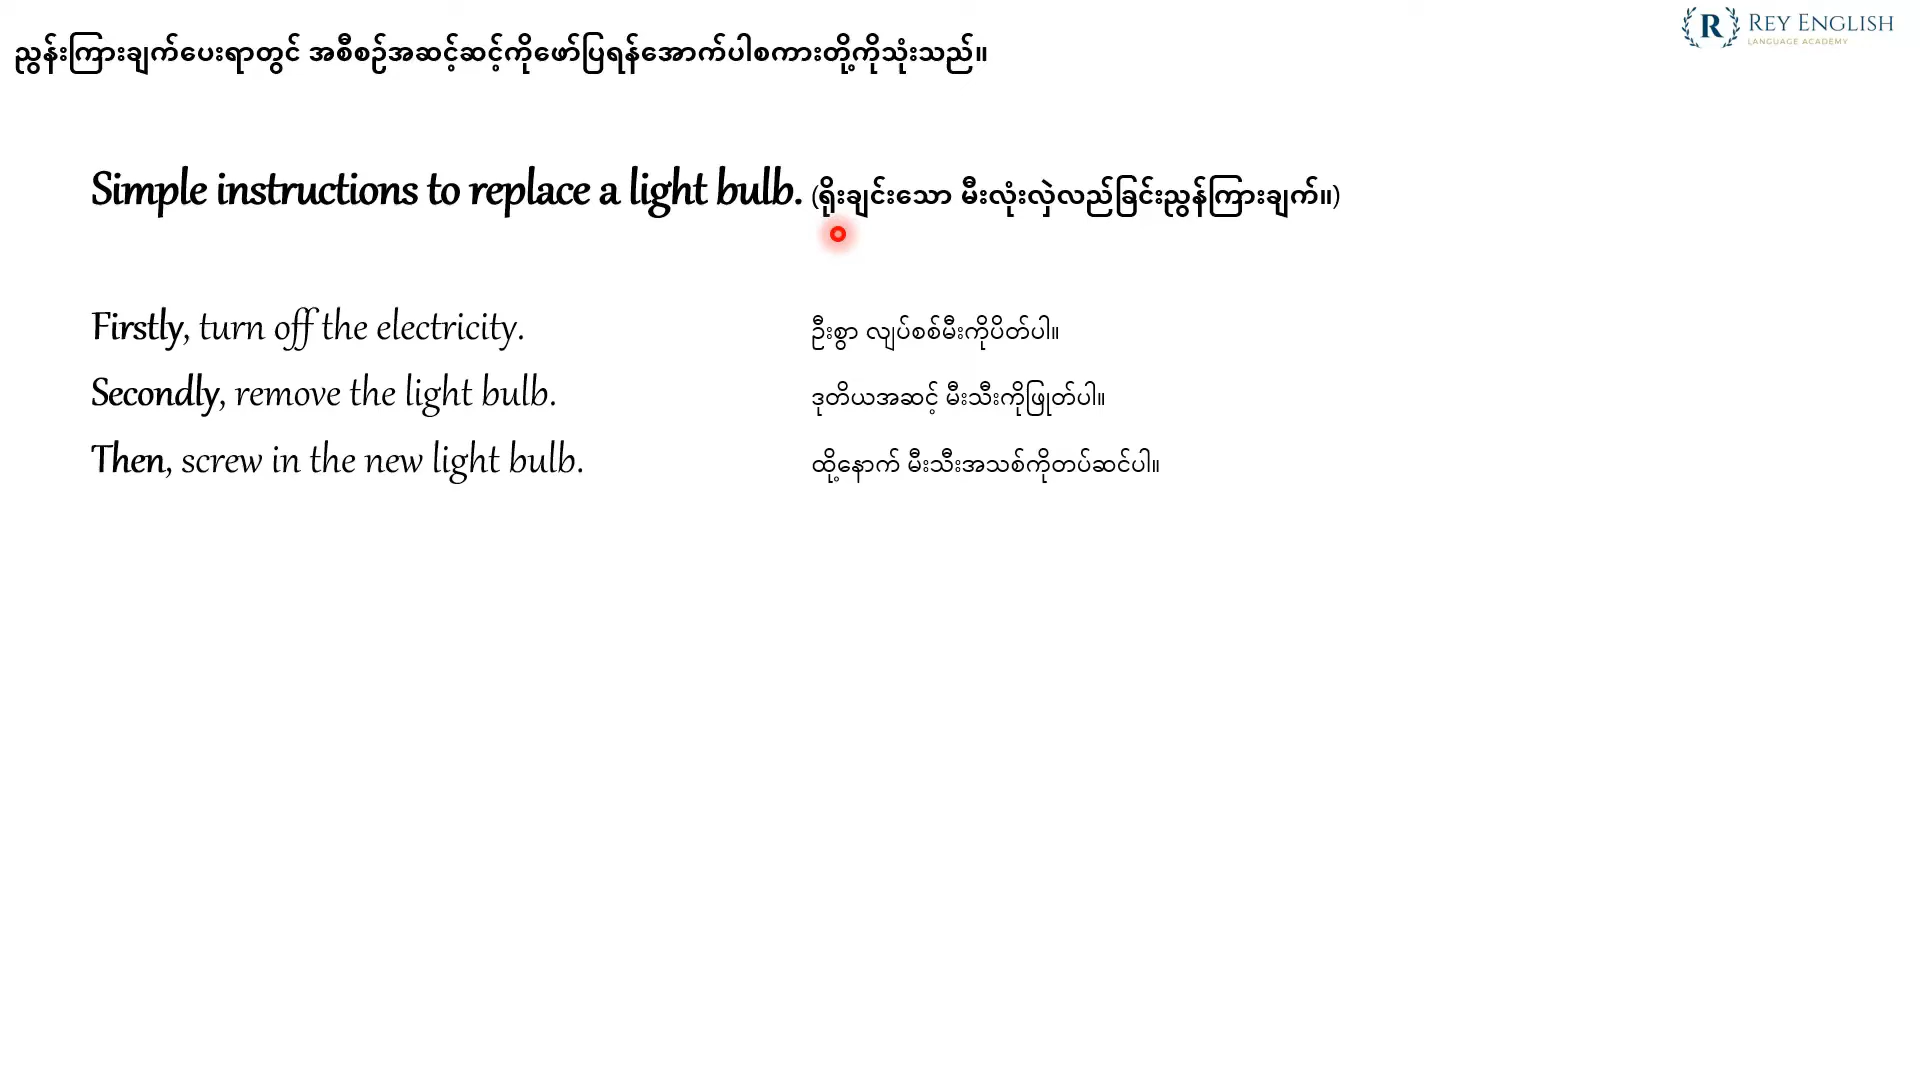 REY ENGLISH
LANGUAGE ACADEMY
ညွန်းကြားချက်ပေးရာတွင် အစီစဉ်အဆင့်ဆင့်ကိုဖော်ပြရန်အောက်ပါစကားတို့ကိုသုံးသည်။
Simple instructions to replace a light bulb. (ရိုးချင်းသော မီးလုံးလှဲလည်ခြင်းညွှန်ကြားချက်။)
Firstly, turn off the electricity. ဦးစွာ လျပ်စစ်မီးကိုပိတ်ပါ။
Secondly, remove the light bulb. ဒုတိယအဆင့် မီးသီးကိုဖြုတ်ပါ။
Then, screw in the new light bulb. ထို့နောက် မီးသီးအသစ်ကိုတပ်ဆင်ပါ။